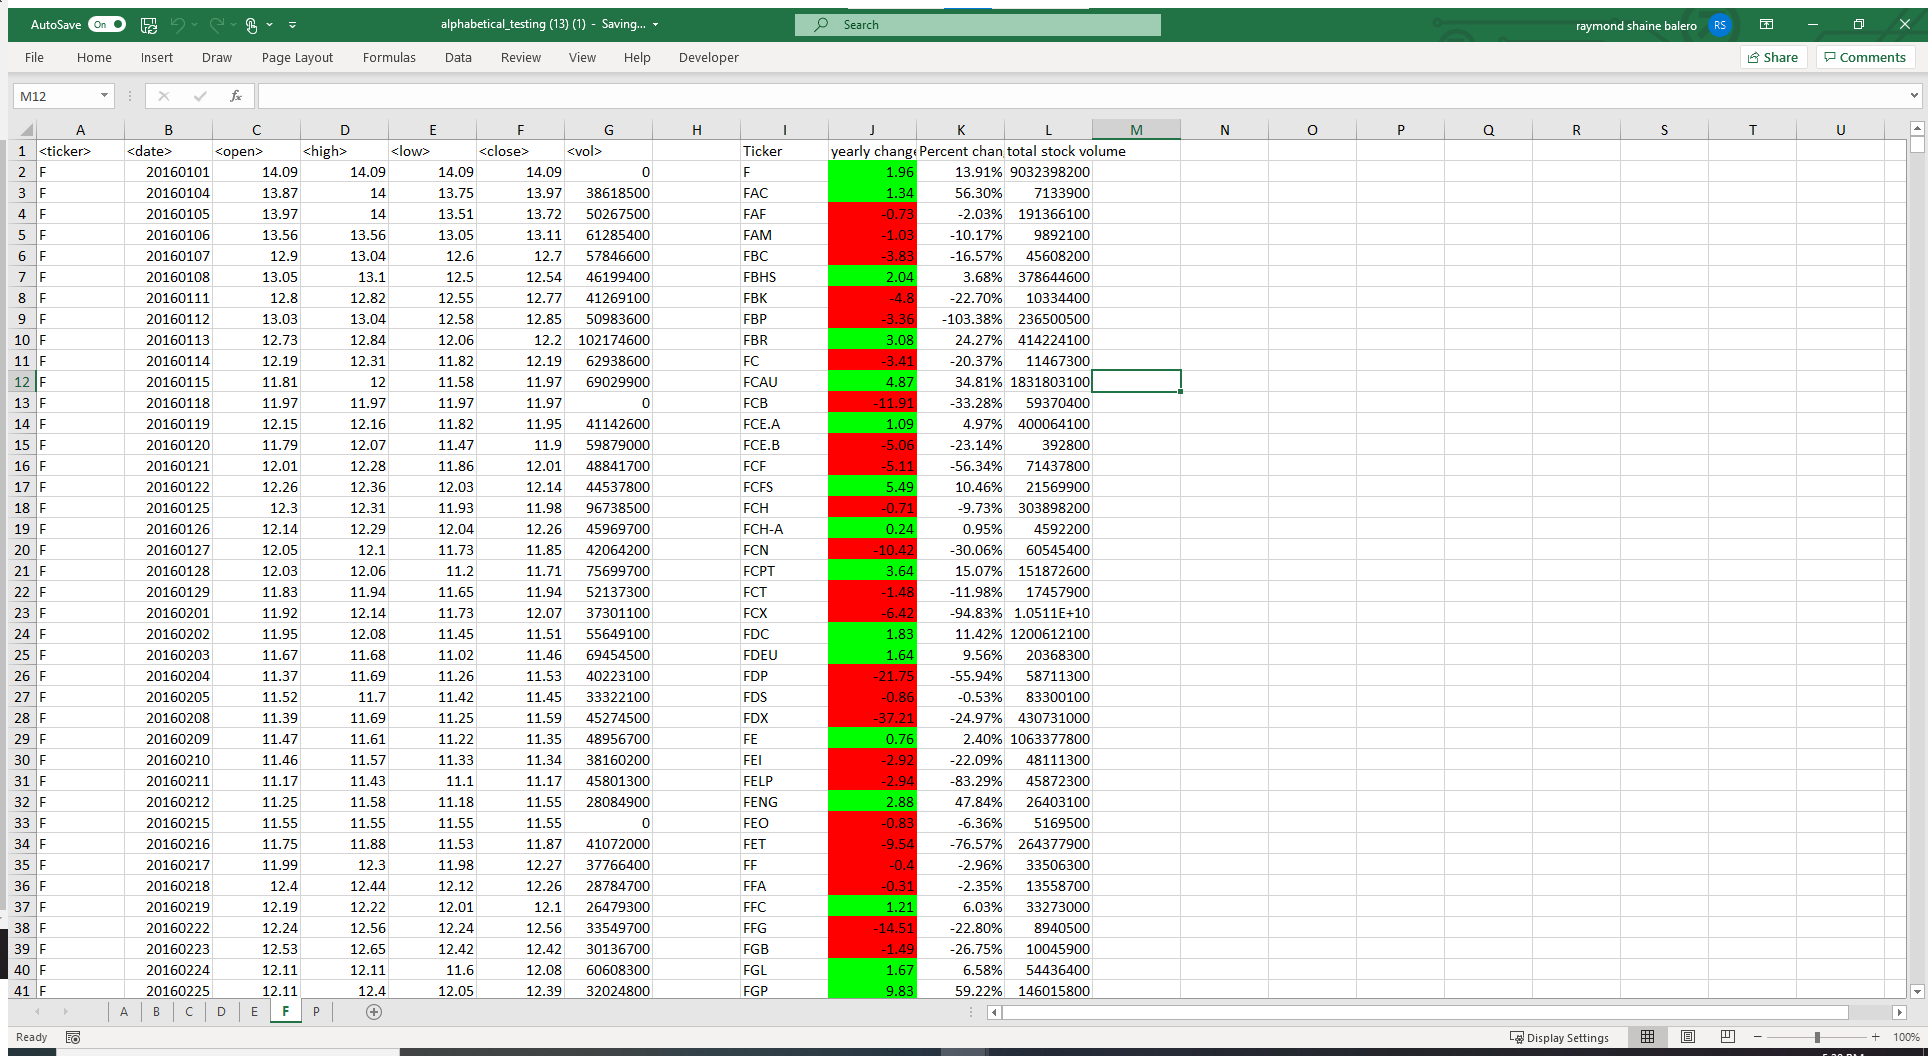 AutoSave On alphabetical_testing (13) (1) - Saving... Search raymond shaine balero RS
File Home Insert Draw Page Layout Formulas Data Review View Help Developer Share Comments
M12 fx
A B C D E F G H I J K L M N O P Q R S T U
1 <ticker> <date> <open> <high> <low> <close> <vol> Ticker yearly change Percent chan total stock volume
2 F 20160101 14.09 14.09 14.09 14.09 0 F 1.96 13.91% 9032398200
3 F 20160104 13.87 14 13.75 13.97 38618500 FAC 1.34 56.30% 7133900
4 F 20160105 13.97 14 13.51 13.72 50267500 FAF -0.73 -2.03% 191366100
5 F 20160106 13.56 13.56 13.05 13.11 61285400 FAM -1.03 -10.17% 9892100
6 F 20160107 12.9 13.04 12.6 12.7 57846600 FBC -3.83 -16.57% 45608200
7 F 20160108 13.05 13.1 12.5 12.54 46199400 FBHS 2.04 3.68% 378644600
8 F 20160111 12.8 12.82 12.55 12.77 41269100 FBK -4.8 -22.70% 10334400
9 F 20160112 13.03 13.04 12.58 12.85 50983600 FBP -3.36 -103.38% 236500500
10 F 20160113 12.73 12.84 12.06 12.2 102174600 FBR 3.08 24.27% 414224100
11 F 20160114 12.19 12.31 11.82 12.19 62938600 FC -3.41 -20.37% 11467300
12 F 20160115 11.81 12 11.58 11.97 69029900 FCAU 4.87 34.81% 1831803100
13 F 20160118 11.97 11.97 11.97 11.97 0 FCB -11.91 -33.28% 59370400
14 F 20160119 12.15 12.16 11.82 11.95 41142600 FCE.A 1.09 4.97% 400064100
15 F 20160120 11.79 12.07 11.47 11.9 59879000 FCE.B -5.06 -23.14% 392800
16 F 20160121 12.01 12.28 11.86 12.01 48841700 FCF -5.11 -56.34% 71437800
17 F 20160122 12.26 12.36 12.03 12.14 44537800 FCFS 5.49 10.46% 21569900
18 F 20160125 12.3 12.31 11.93 11.98 96738500 FCH -0.71 -9.73% 303898200
19 F 20160126 12.14 12.29 12.04 12.26 45969700 FCH-A 0.24 0.95% 4592200
20 F 20160127 12.05 12.1 11.73 11.85 42064200 FCN -10.42 -30.06% 60545400
21 F 20160128 12.03 12.06 11.2 11.71 75699700 FCPT 3.64 15.07% 151872600
22 F 20160129 11.83 11.94 11.65 11.94 52137300 FCT -1.48 -11.98% 17457900
23 F 20160201 11.92 12.14 11.73 12.07 37301100 FCX -6.42 -94.83% 1.0511E+10
24 F 20160202 11.95 12.08 11.45 11.51 55649100 FDC 1.83 11.42% 1200612100
25 F 20160203 11.67 11.68 11.02 11.46 69454500 FDEU 1.64 9.56% 20368300
26 F 20160204 11.37 11.69 11.26 11.53 40223100 FDP -21.75 -55.94% 58711300
27 F 20160205 11.52 11.7 11.42 11.45 33322100 FDS -0.86 -0.53% 83300100
28 F 20160208 11.39 11.69 11.25 11.59 45274500 FDX -37.21 -24.97% 430731000
29 F 20160209 11.47 11.61 11.22 11.35 48956700 FE 0.76 2.40% 1063377800
30 F 20160210 11.46 11.57 11.33 11.34 38160200 FEI -2.92 -22.09% 48111300
31 F 20160211 11.17 11.43 11.1 11.17 45801300 FELP -2.94 -83.29% 45872300
32 F 20160212 11.25 11.58 11.18 11.55 28084900 FENG 2.88 47.84% 26403100
33 F 20160215 11.55 11.55 11.55 11.55 0 FEO -0.83 -6.36% 5169500
34 F 20160216 11.75 11.88 11.53 11.87 41072000 FET -9.54 -76.57% 264377900
35 F 20160217 11.99 12.3 11.98 12.27 37766400 FF -0.4 -2.96% 33506300
36 F 20160218 12.4 12.44 12.12 12.26 28784700 FFA -0.31 -2.35% 13558700
37 F 20160219 12.19 12.22 12.01 12.1 26479300 FFC 1.21 6.03% 33273000
38 F 20160222 12.24 12.56 12.24 12.56 33549700 FFG -14.51 -22.80% 8940500
39 F 20160223 12.53 12.65 12.42 12.42 30136700 FGB -1.49 -26.75% 10045900
40 F 20160224 12.11 12.11 11.6 12.08 60608300 FGL 1.67 6.58% 54436400
41 F 20160225 12.11 12.4 12.05 12.39 32024800 FGP 9.83 59.22% 146015800
A B C D E F P
Ready Display Settings 100%